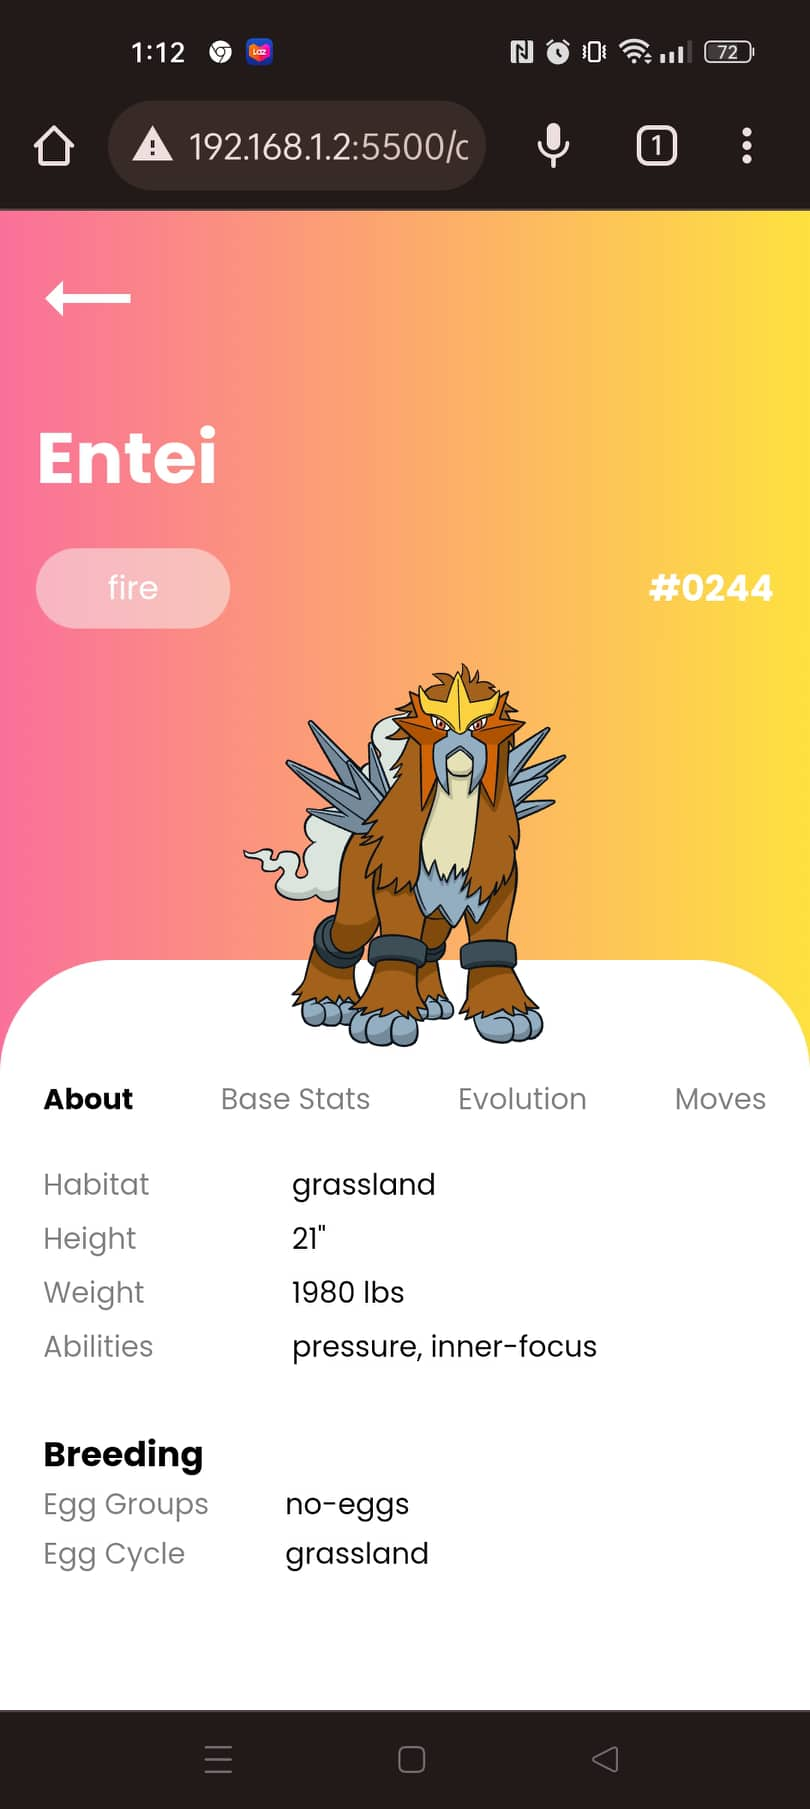 1:12
Laz
72
192.168.1.2:5500/c
1
Entei
fire
#0244
About Base Stats Evolution Moves
Habitat grassland
Height 21"
Weight 1980 lbs
Abilities pressure, inner-focus
Breeding
Egg Groups no-eggs
Egg Cycle grassland